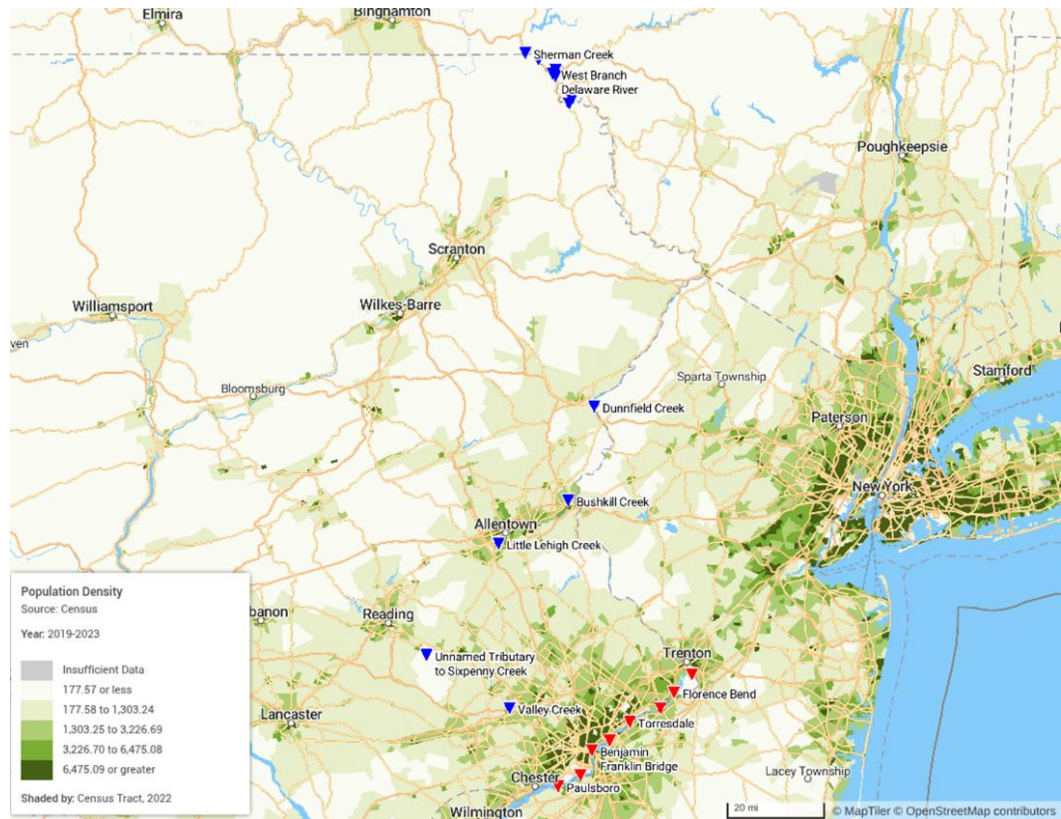 Elmira
Binghamton
Sherman Creek
West Branch
Delaware River
Poughkeepsie
Scranton
Williamsport
Wilkes-Barre
ven
Bloomsburg
Sparta Township
Stamford
Dunnfield Creek
Paterson
New York
Bushkill Creek
Allentown
Little Lehigh Creek
Population Density
Source: Census
Year: 2019-2023
Insufficient Data
177.57 or less
177.58 to 1,303.24
1,303.25 to 3,226.69
3,226.70 to 6,475.08
6,475.09 or greater
Shaded by: Census Tract, 2022
banon
Reading
Unnamed Tributary
to Sixpenny Creek
Trenton
Florence Bend
Lancaster
Valley Creek
Torresdale
Benjamin
Franklin Bridge
Chester
Paulsboro
Lacey Township
Wilmington
20 mi
© MapTiler © OpenStreetMap contributors